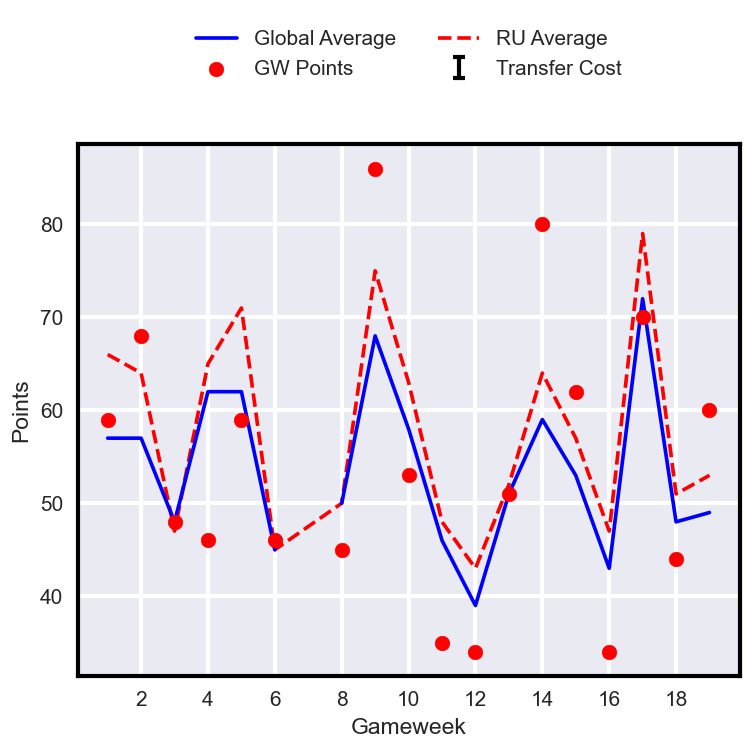 Global Average RU Average
GW Points Transfer Cost
80
70
60
50
40
Points
2 4 6 8 10 12 14 16 18
Gameweek